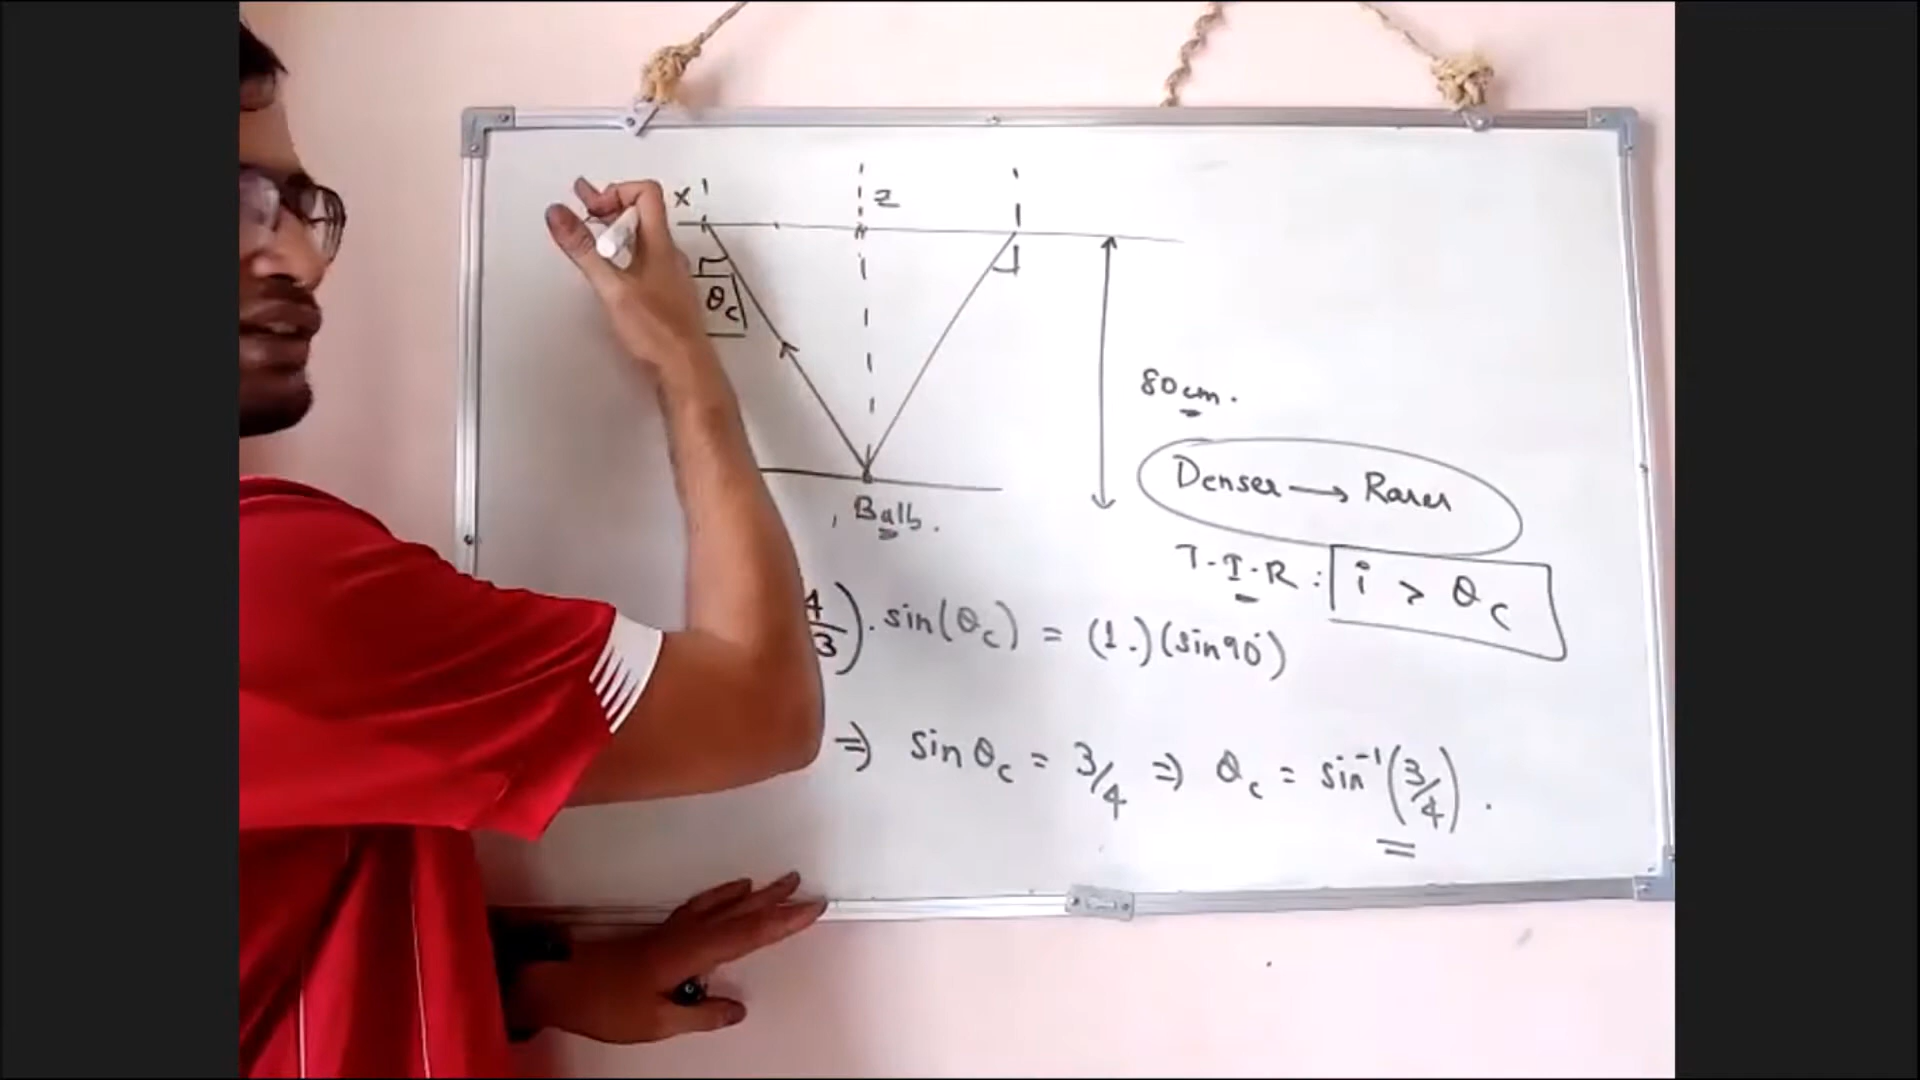 x
z
θc
80 cm.
Denser → Rarer
Balb.
T.I.R : i > θc
4/3). sin(θc) = (1.)(sin90°)
⇒ sin θc = 3/4 ⇒ θc = sin⁻¹(3/4).